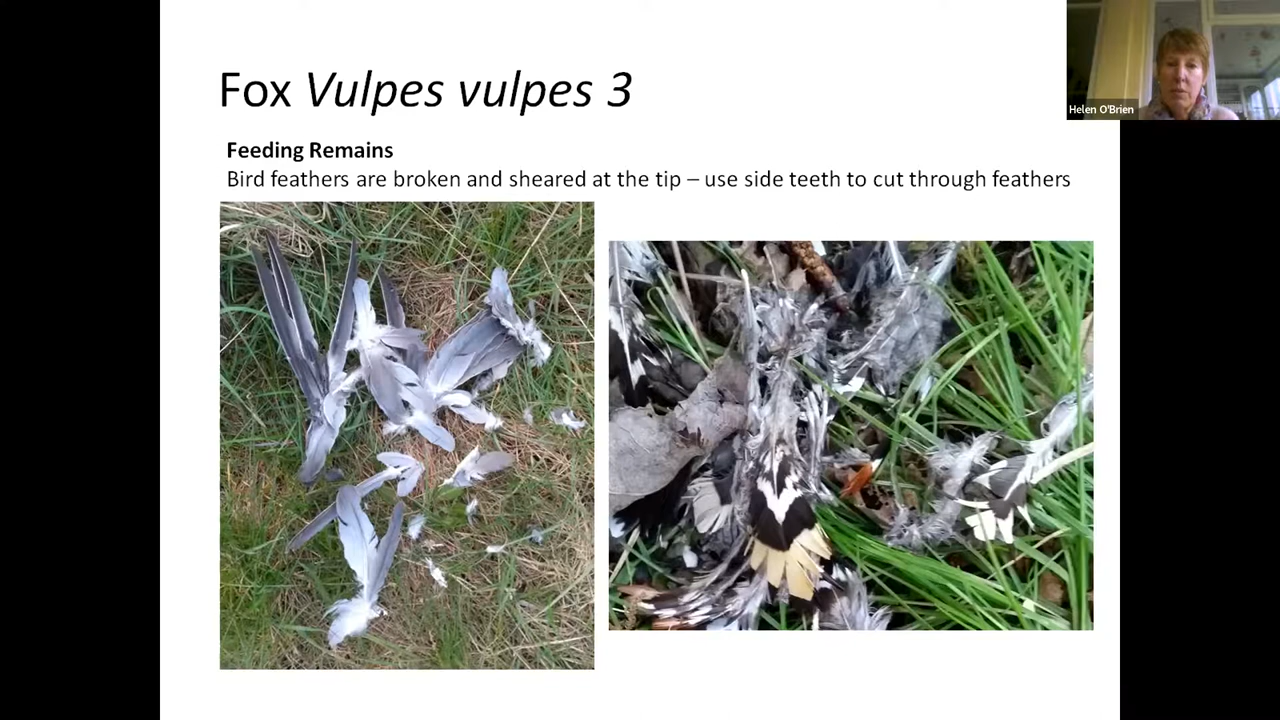 Fox Vulpes vulpes 3
Helen O'Brien
Feeding Remains
Bird feathers are broken and sheared at the tip – use side teeth to cut through feathers